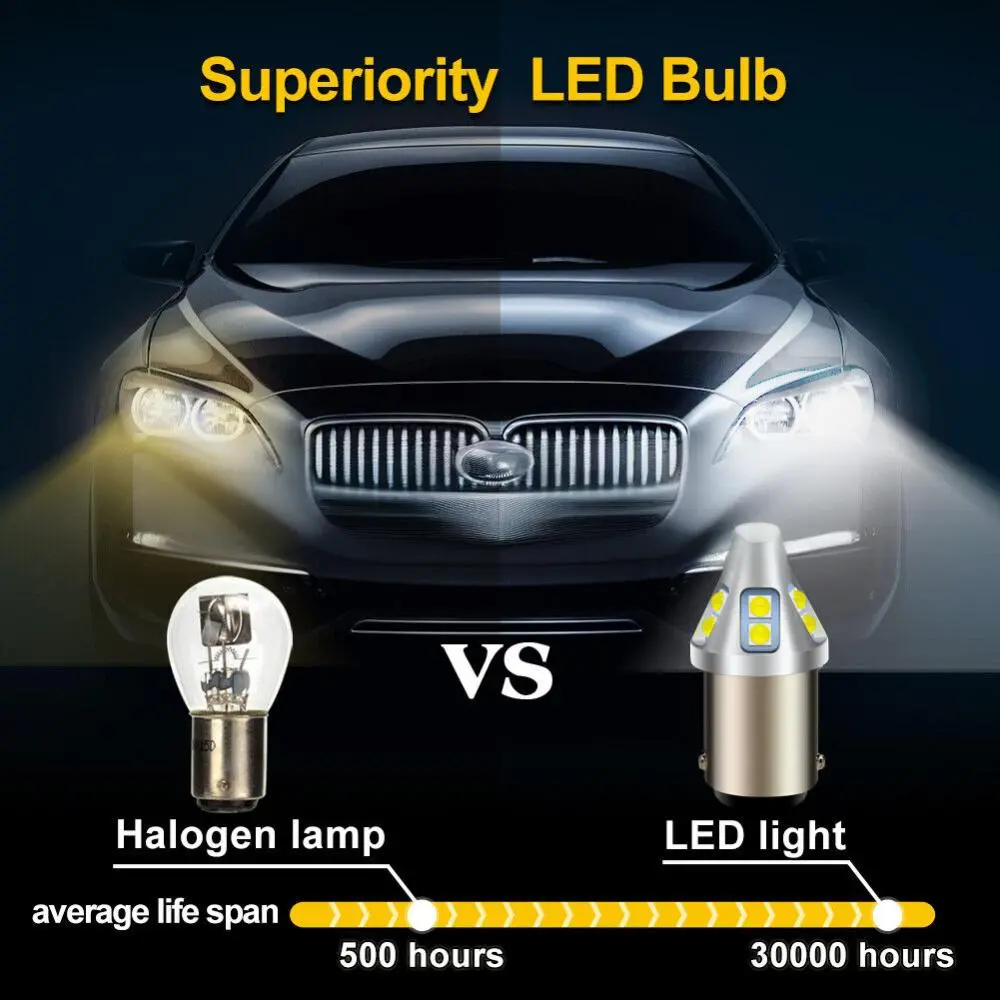 Superiority LED Bulb
VS
Halogen lamp
LED light
average life span
500 hours
30000 hours